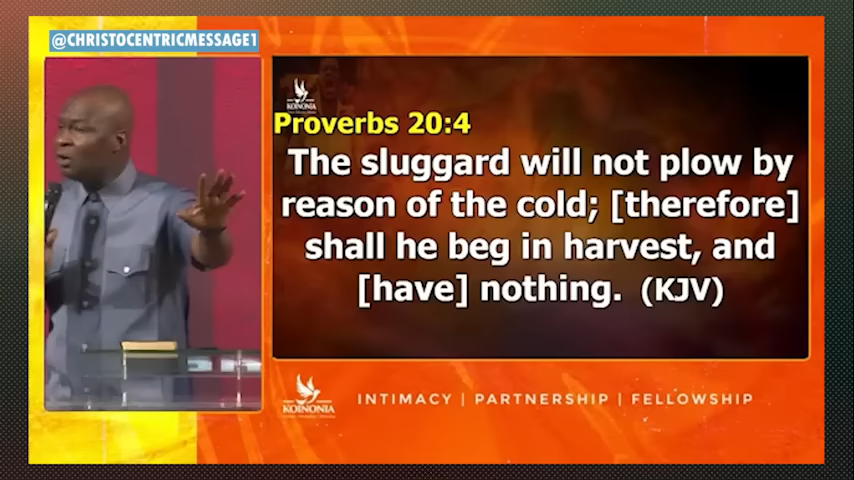 @CHRISTOCENTRICMESSAGE1
KOINONIA
Proverbs 20:4
The sluggard will not plow by
reason of the cold; [therefore]
shall he beg in harvest, and
[have] nothing. (KJV)
KOINONIA
INTIMACY | PARTNERSHIP | FELLOWSHIP